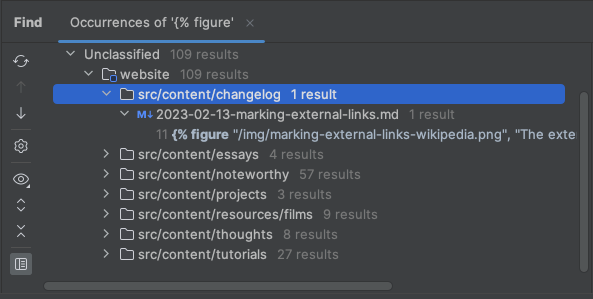 Find
Occurrences of '{% figure' ×
Unclassified 109 results
website 109 results
src/content/changelog 1 result
M↓ 2023-02-13-marking-external-links.md 1 result
11 {% figure "/img/marking-external-links-wikipedia.png", "The exte
src/content/essays 4 results
src/content/noteworthy 57 results
src/content/projects 3 results
src/content/resources/films 9 results
src/content/thoughts 8 results
src/content/tutorials 27 results